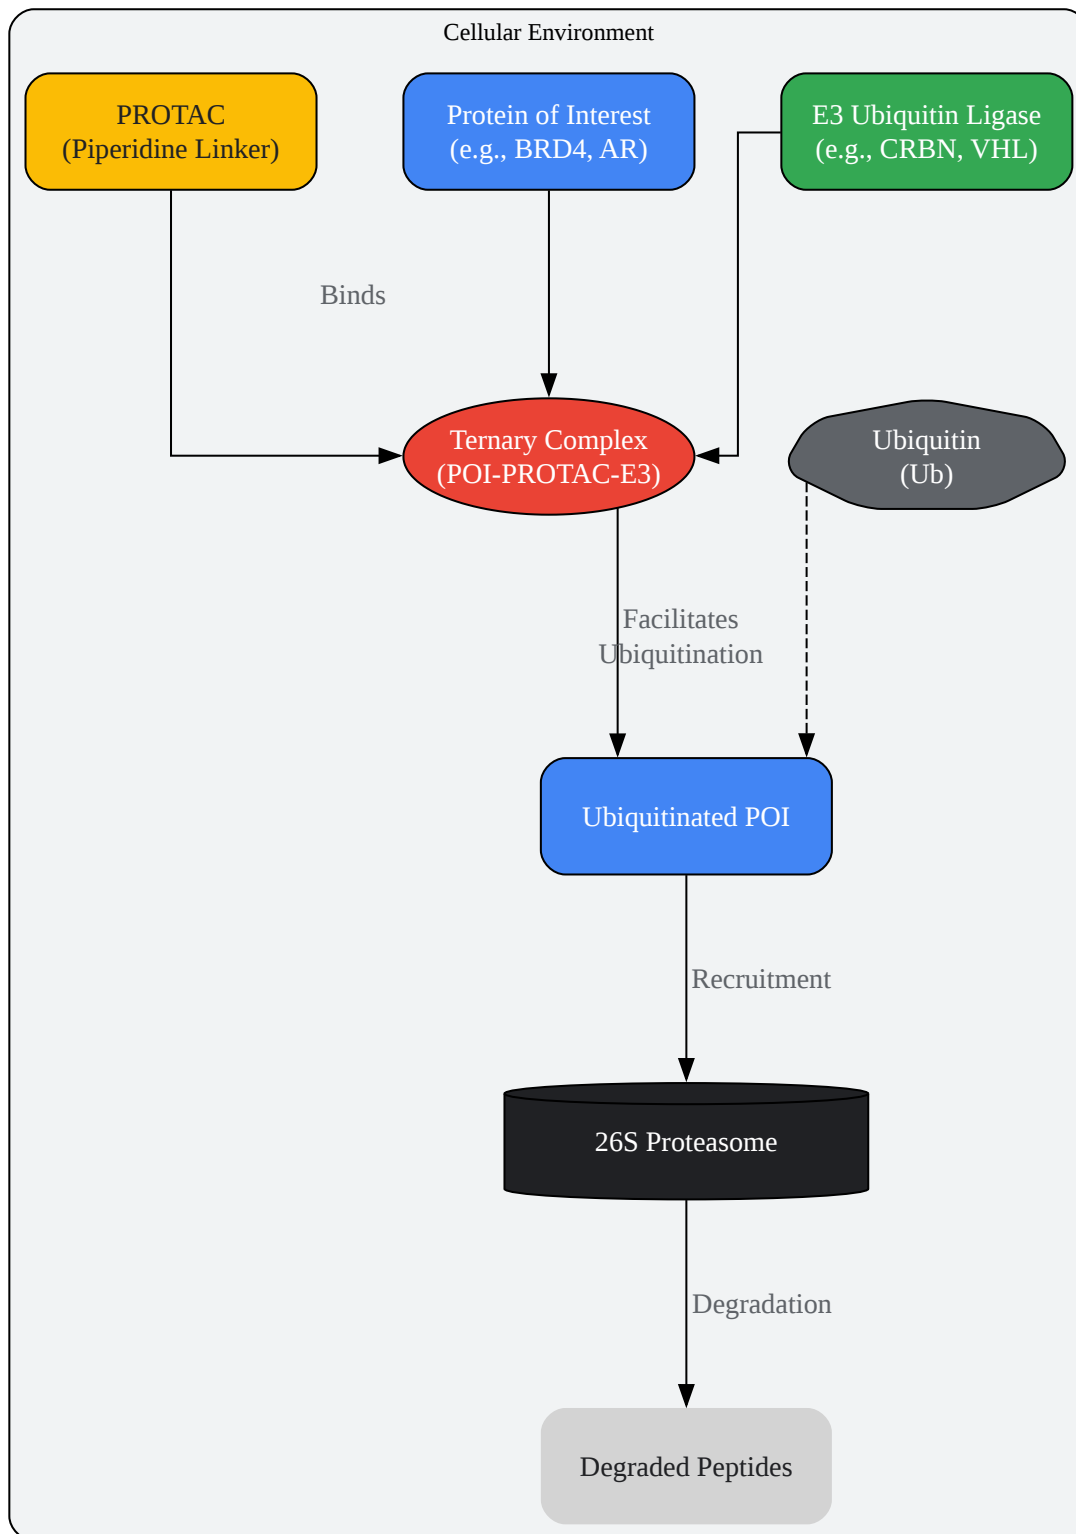 Cellular Environment
PROTAC
(Piperidine Linker)
Protein of Interest
(e.g., BRD4, AR)
E3 Ubiquitin Ligase
(e.g., CRBN, VHL)
Binds
Ternary Complex
(POI-PROTAC-E3)
Ubiquitin
(Ub)
Facilitates
Ubiquitination
Ubiquitinated POI
Recruitment
26S Proteasome
Degradation
Degraded Peptides